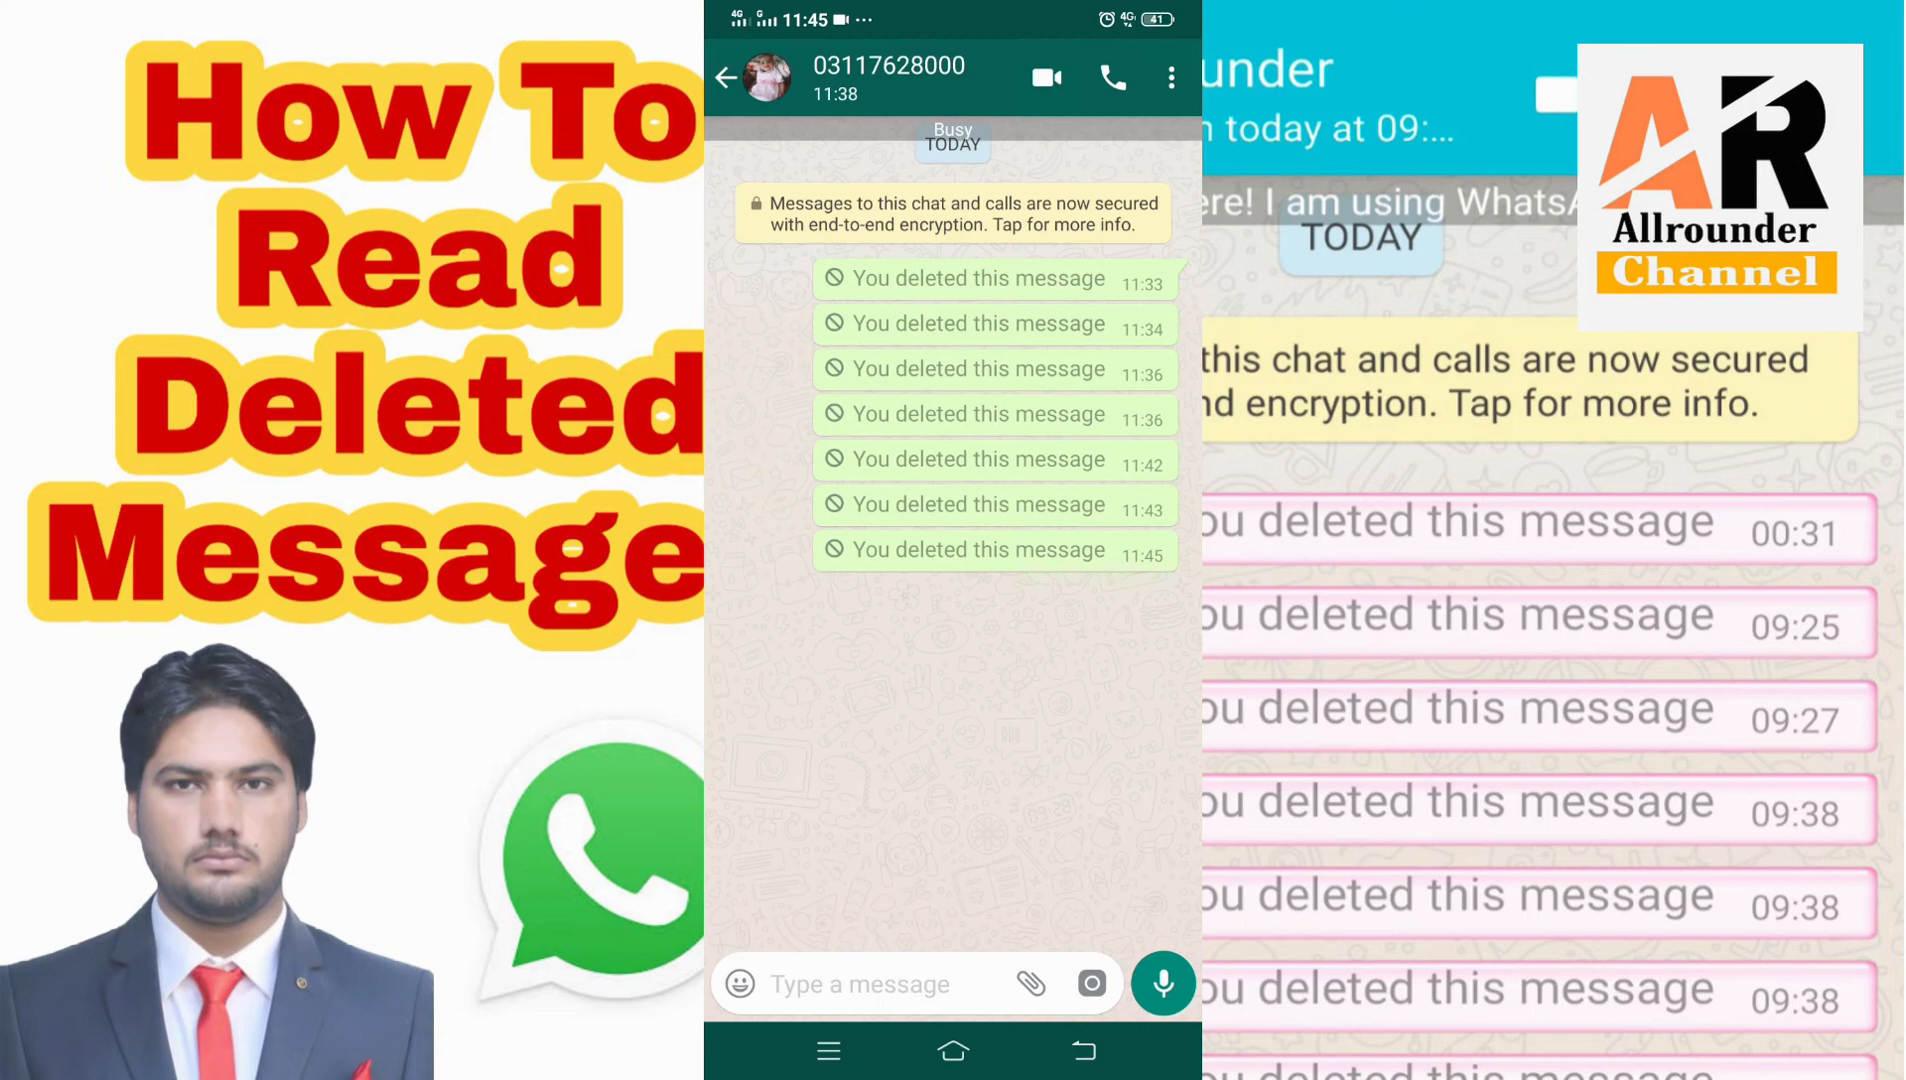 How To
Read
Deleted
Message
4G G 11:45 ... 4G 41
03117628000
11:38
Busy
TODAY
Messages to this chat and calls are now secured
with end-to-end encryption. Tap for more info.
You deleted this message 11:33
You deleted this message 11:34
You deleted this message 11:36
You deleted this message 11:36
You deleted this message 11:42
You deleted this message 11:43
You deleted this message 11:45
Type a message
under
n today at 09:...
ere! I am using WhatsA
TODAY
this chat and calls are now secured
nd encryption. Tap for more info.
ou deleted this message 00:31
ou deleted this message 09:25
ou deleted this message 09:27
ou deleted this message 09:38
ou deleted this message 09:38
ou deleted this message 09:38
AR
Allrounder
Channel